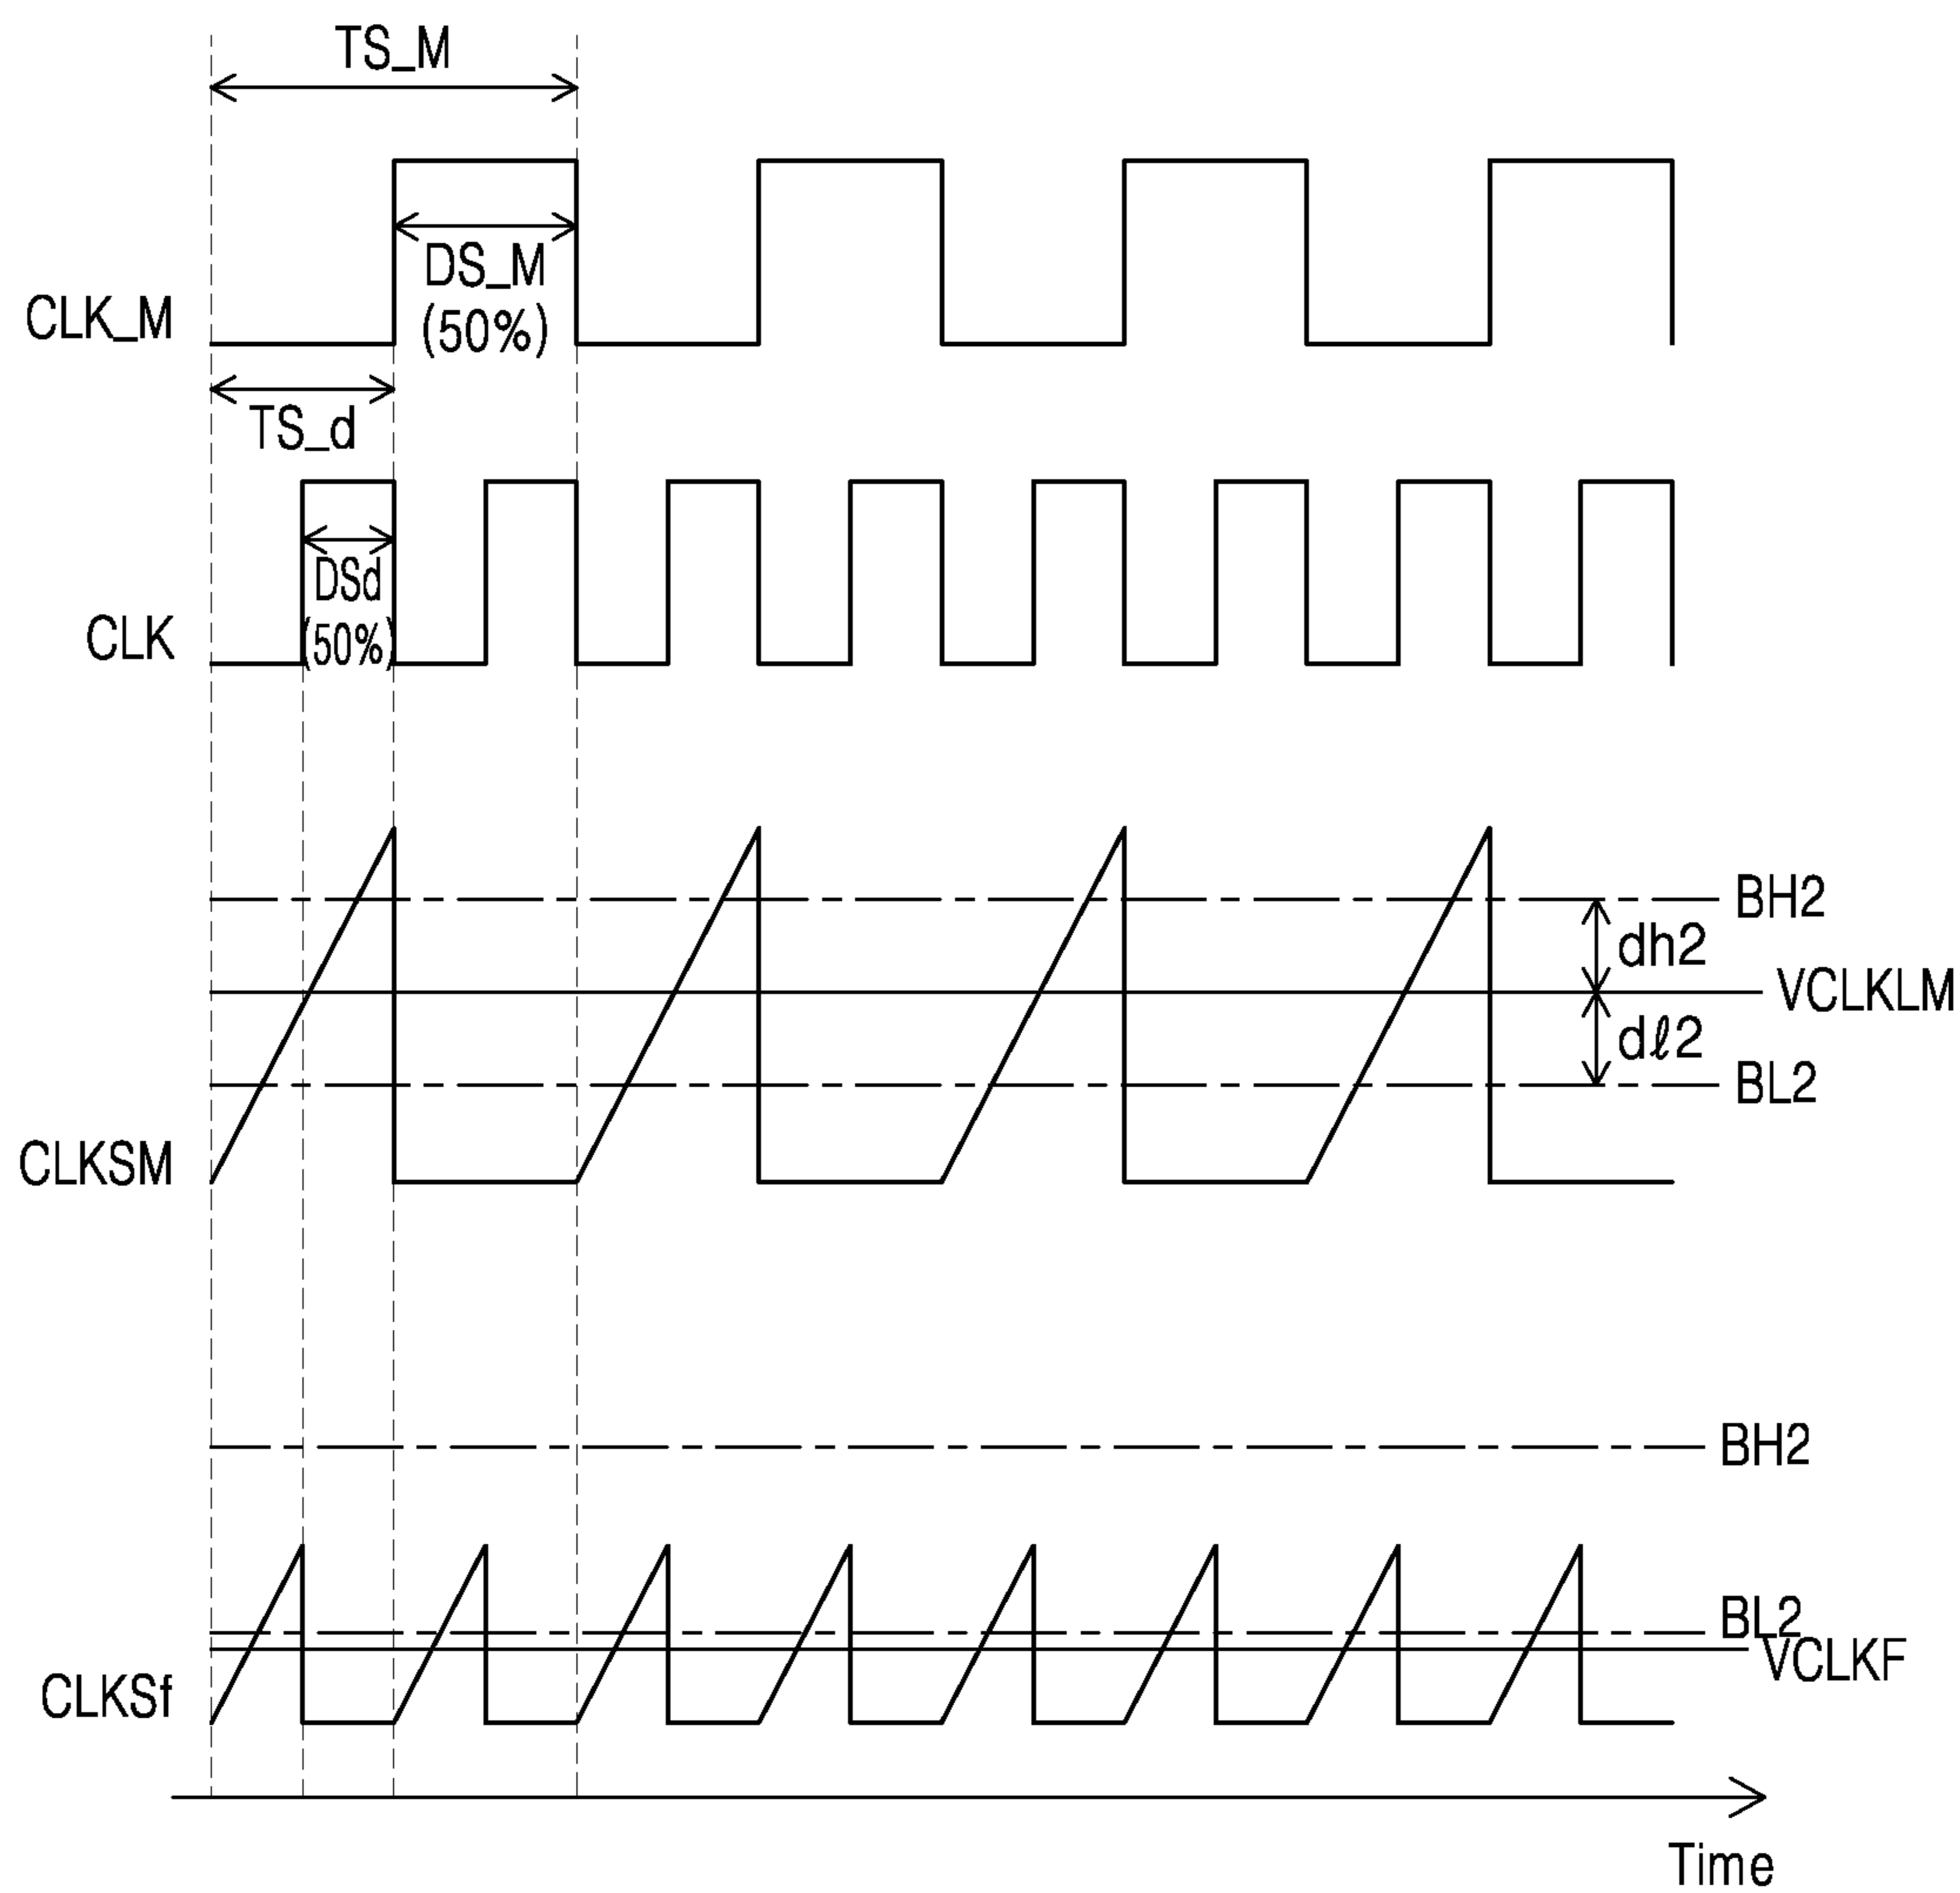 TS_M
DS_M
(50%)
CLK_M
TS_d
DSd
(50%)
CLK
BH2
dh2
VCLKLM
dℓ2
BL2
CLKSM
BH2
BL2
VCLKF
CLKSf
Time